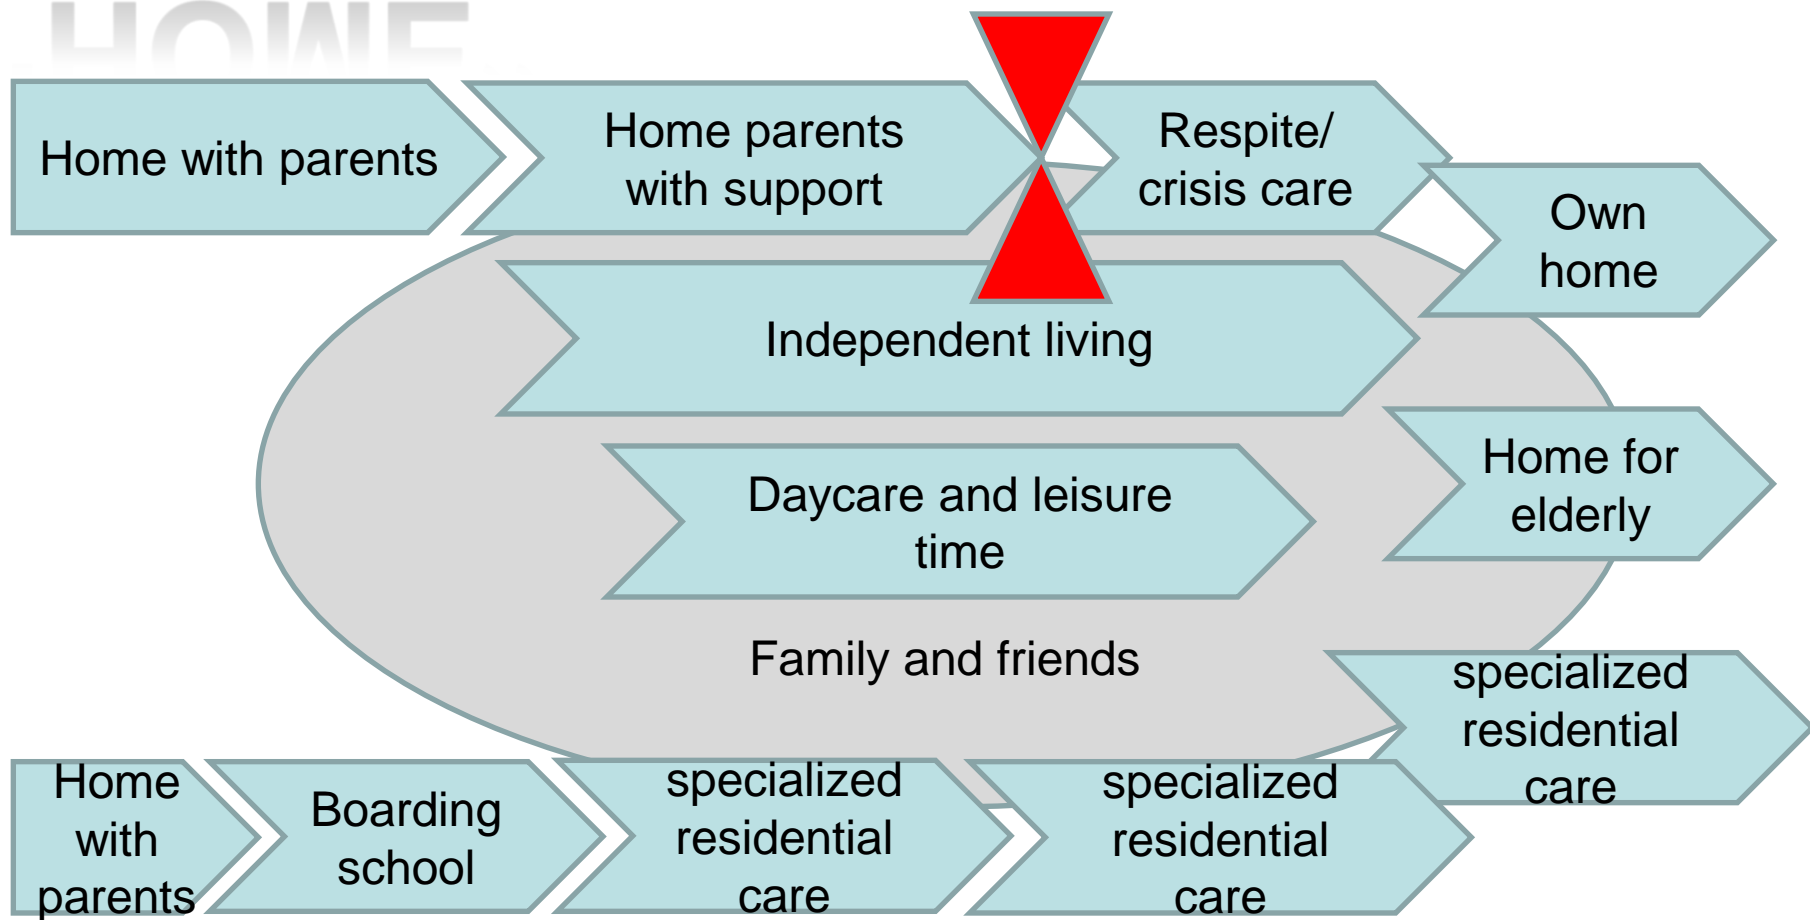 HOME
Home with parents
Home parents
with support
Respite/
crisis care
Own
home
Independent living
Home for
elderly
Daycare and leisure
time
Family and friends
specialized
residential
care
Home
with
parents
Boarding
school
specialized
residential
care
specialized
residential
care